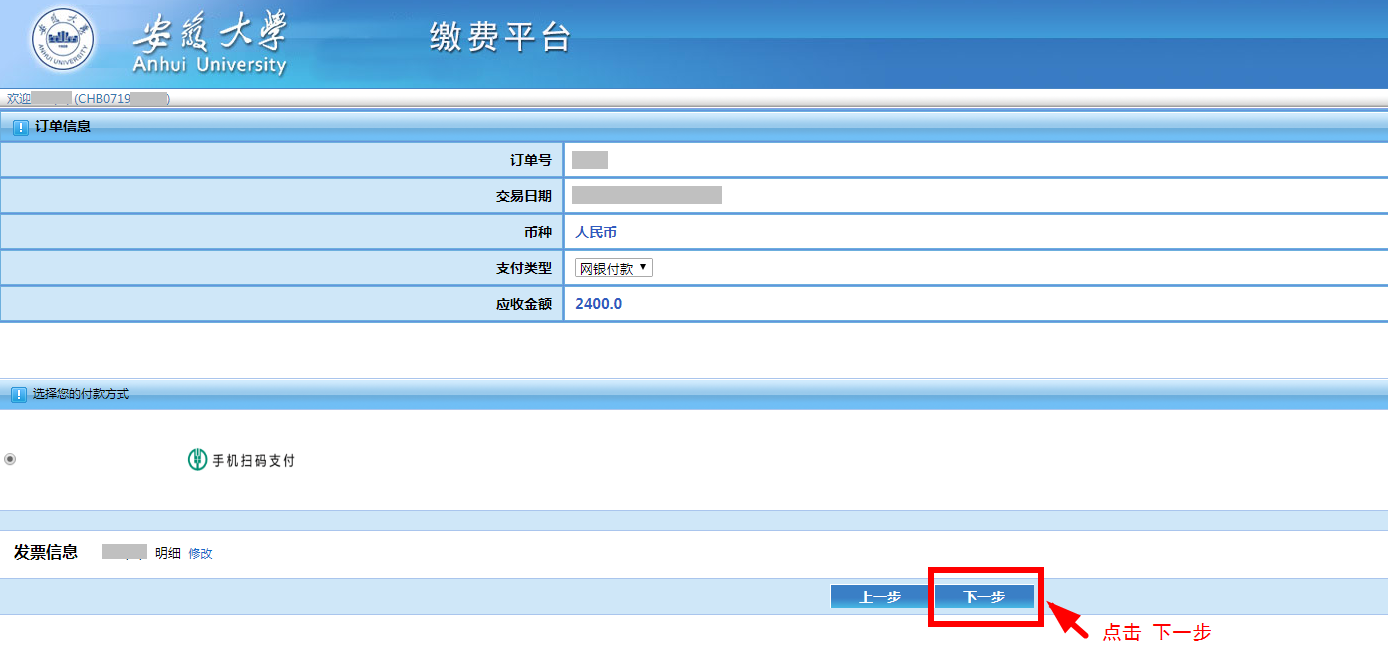 安徽大學
Anhui University
缴费平台
欢迎 (CHB0719 )
订单信息
订单号
交易日期
币种 人民币
支付类型 网银付款
应收金额 2400.0
选择您的付款方式
手机扫码支付
发票信息 明细 修改
上一步 下一步
点击 下一步